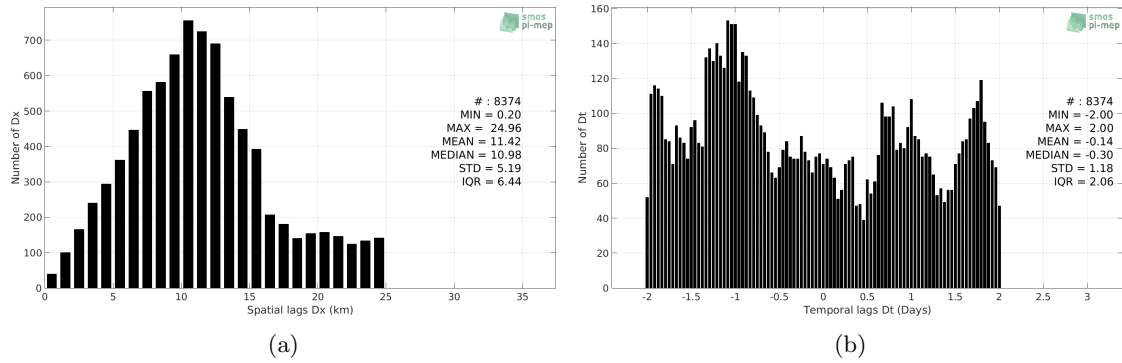 smos
pi-mep
Number of Dx
700
600
500
400
300
200
100
0
# : 8374
MIN = 0.20
MAX = 24.96
MEAN = 11.42
MEDIAN = 10.98
STD = 5.19
IQR = 6.44
0 5 10 15 20 25 30 35
Spatial lags Dx (km)
(a)
smos
pi-mep
Number of Dt
160
140
120
100
80
60
40
20
0
# : 8374
MIN = -2.00
MAX = 2.00
MEAN = -0.14
MEDIAN = -0.30
STD = 1.18
IQR = 2.06
-2 -1.5 -1 -0.5 0 0.5 1 1.5 2 2.5 3
Temporal lags Dt (Days)
(b)